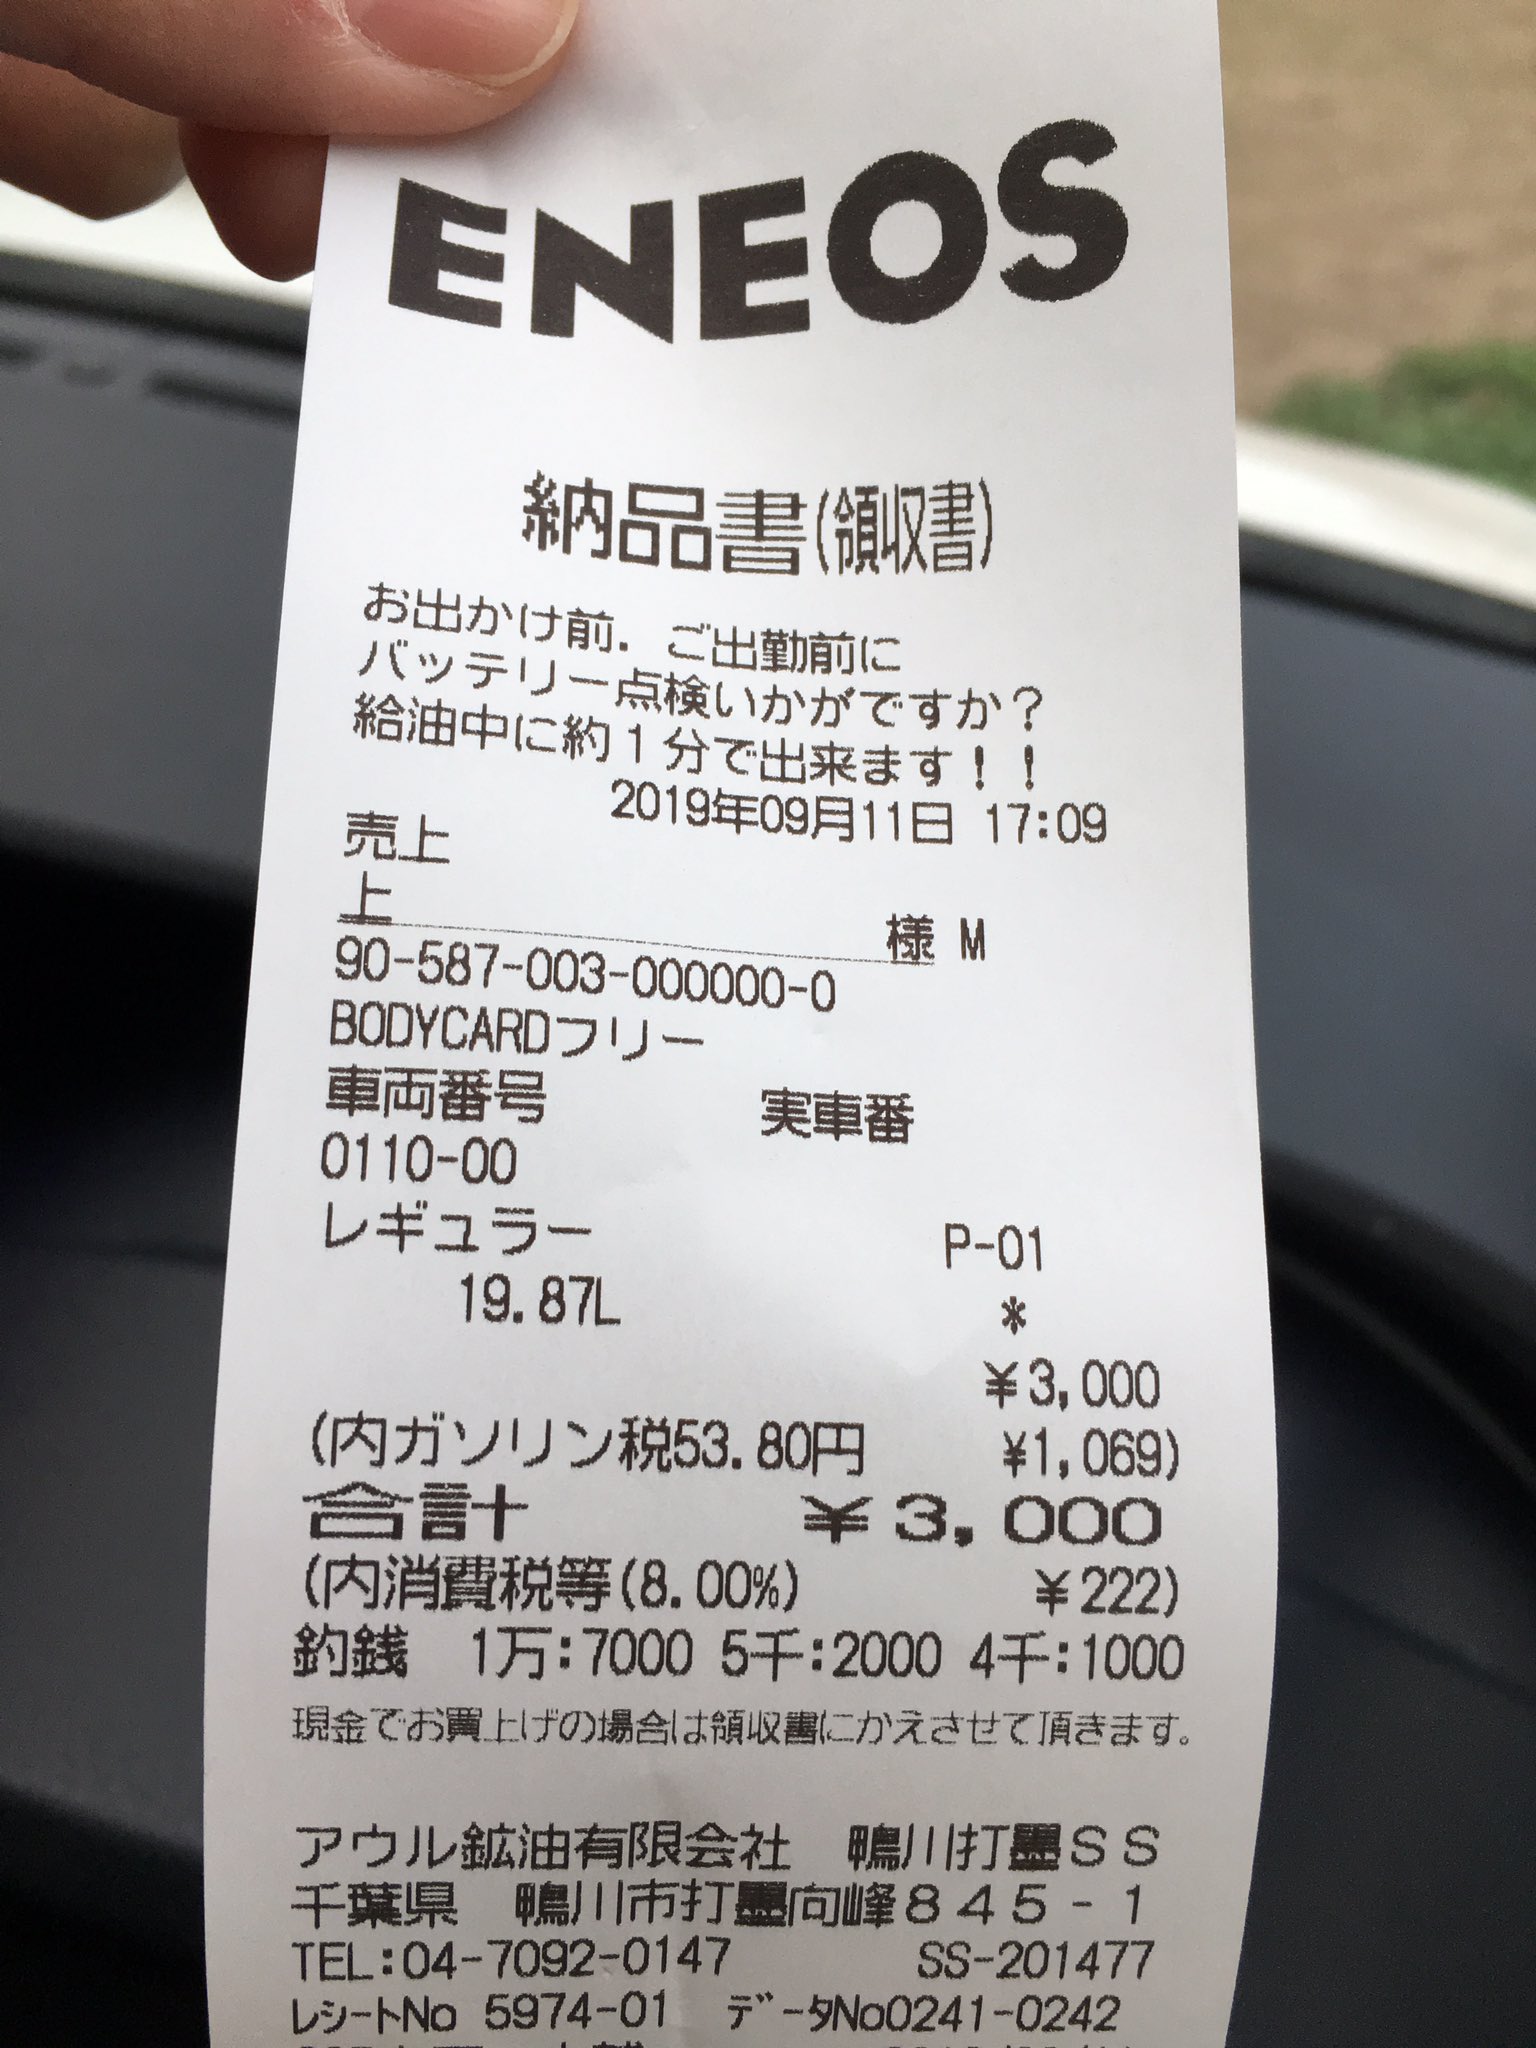 ENEOS
納品書(領収書)
お出かけ前．ご出勤前に
バッテリー点検いかがですか？
給油中に約１分で出来ます！！
2019年09月11日 17:09
売上
上 様 M
90-587-003-000000-0
BODYCARDフリー
車両番号 実車番
0110-00
レギュラー P-01
19.87L *
¥3,000
(内ガソリン税53.80円 ¥1,069)
合計 ¥3,000
(内消費税等(8.00%) ¥222)
釣銭 1万:7000 5千:2000 4千:1000
現金でお買上げの場合は領収書にかえさせて頂きます。
アウル鉱油有限会社 鴨川打墨ＳＳ
千葉県 鴨川市打墨向峰８４５－１
TEL:04-7092-0147 SS-201477
ﾚｼｰﾄNo 5974-01 ﾃﾞｰﾀNo0241-0242